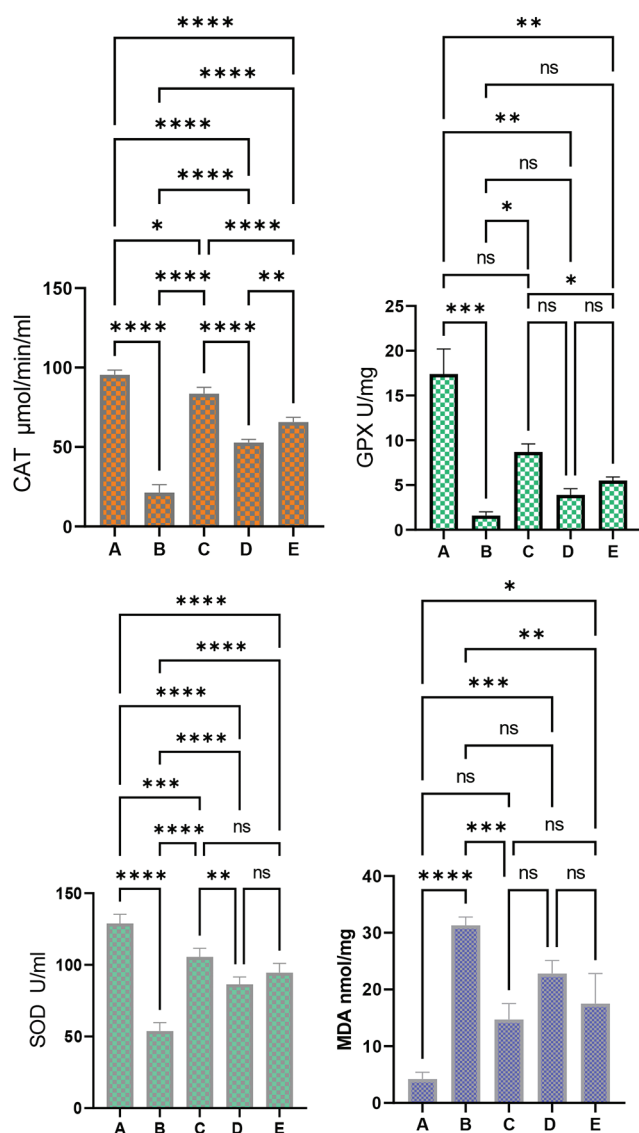 ****
****
****
****
* ****
**** **
**** ****
CAT µmol/min/ml
150
100
50
0
A B C D E
**
ns
**
ns
*
ns *
*** ns ns
GPX U/mg
25
20
15
10
5
0
A B C D E
****
****
****
****
*** ns
****
**** ** ns
SOD U/ml
150
100
50
0
A B C D E
*
**
***
ns
ns
*** ns
**** ns ns
MDA nmol/mg
40
30
20
10
0
A B C D E